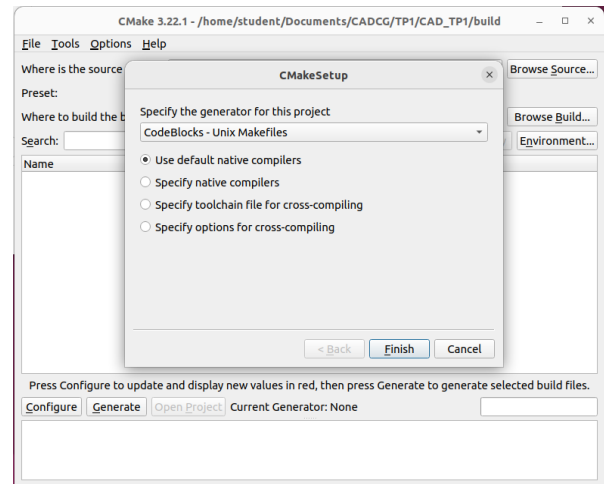 CMake 3.22.1 - /home/student/Documents/CADCG/TP1/CAD_TP1/build
File Tools Options Help
Where is the source
Browse Source...
CMakeSetup
Preset:
Specify the generator for this project
Where to build the b
Browse Build...
CodeBlocks - Unix Makefiles
Search:
Environment...
Name
Use default native compilers
Specify native compilers
Specify toolchain file for cross-compiling
Specify options for cross-compiling
< Back Finish Cancel
Press Configure to update and display new values in red, then press Generate to generate selected build files.
Configure Generate Open Project Current Generator: None